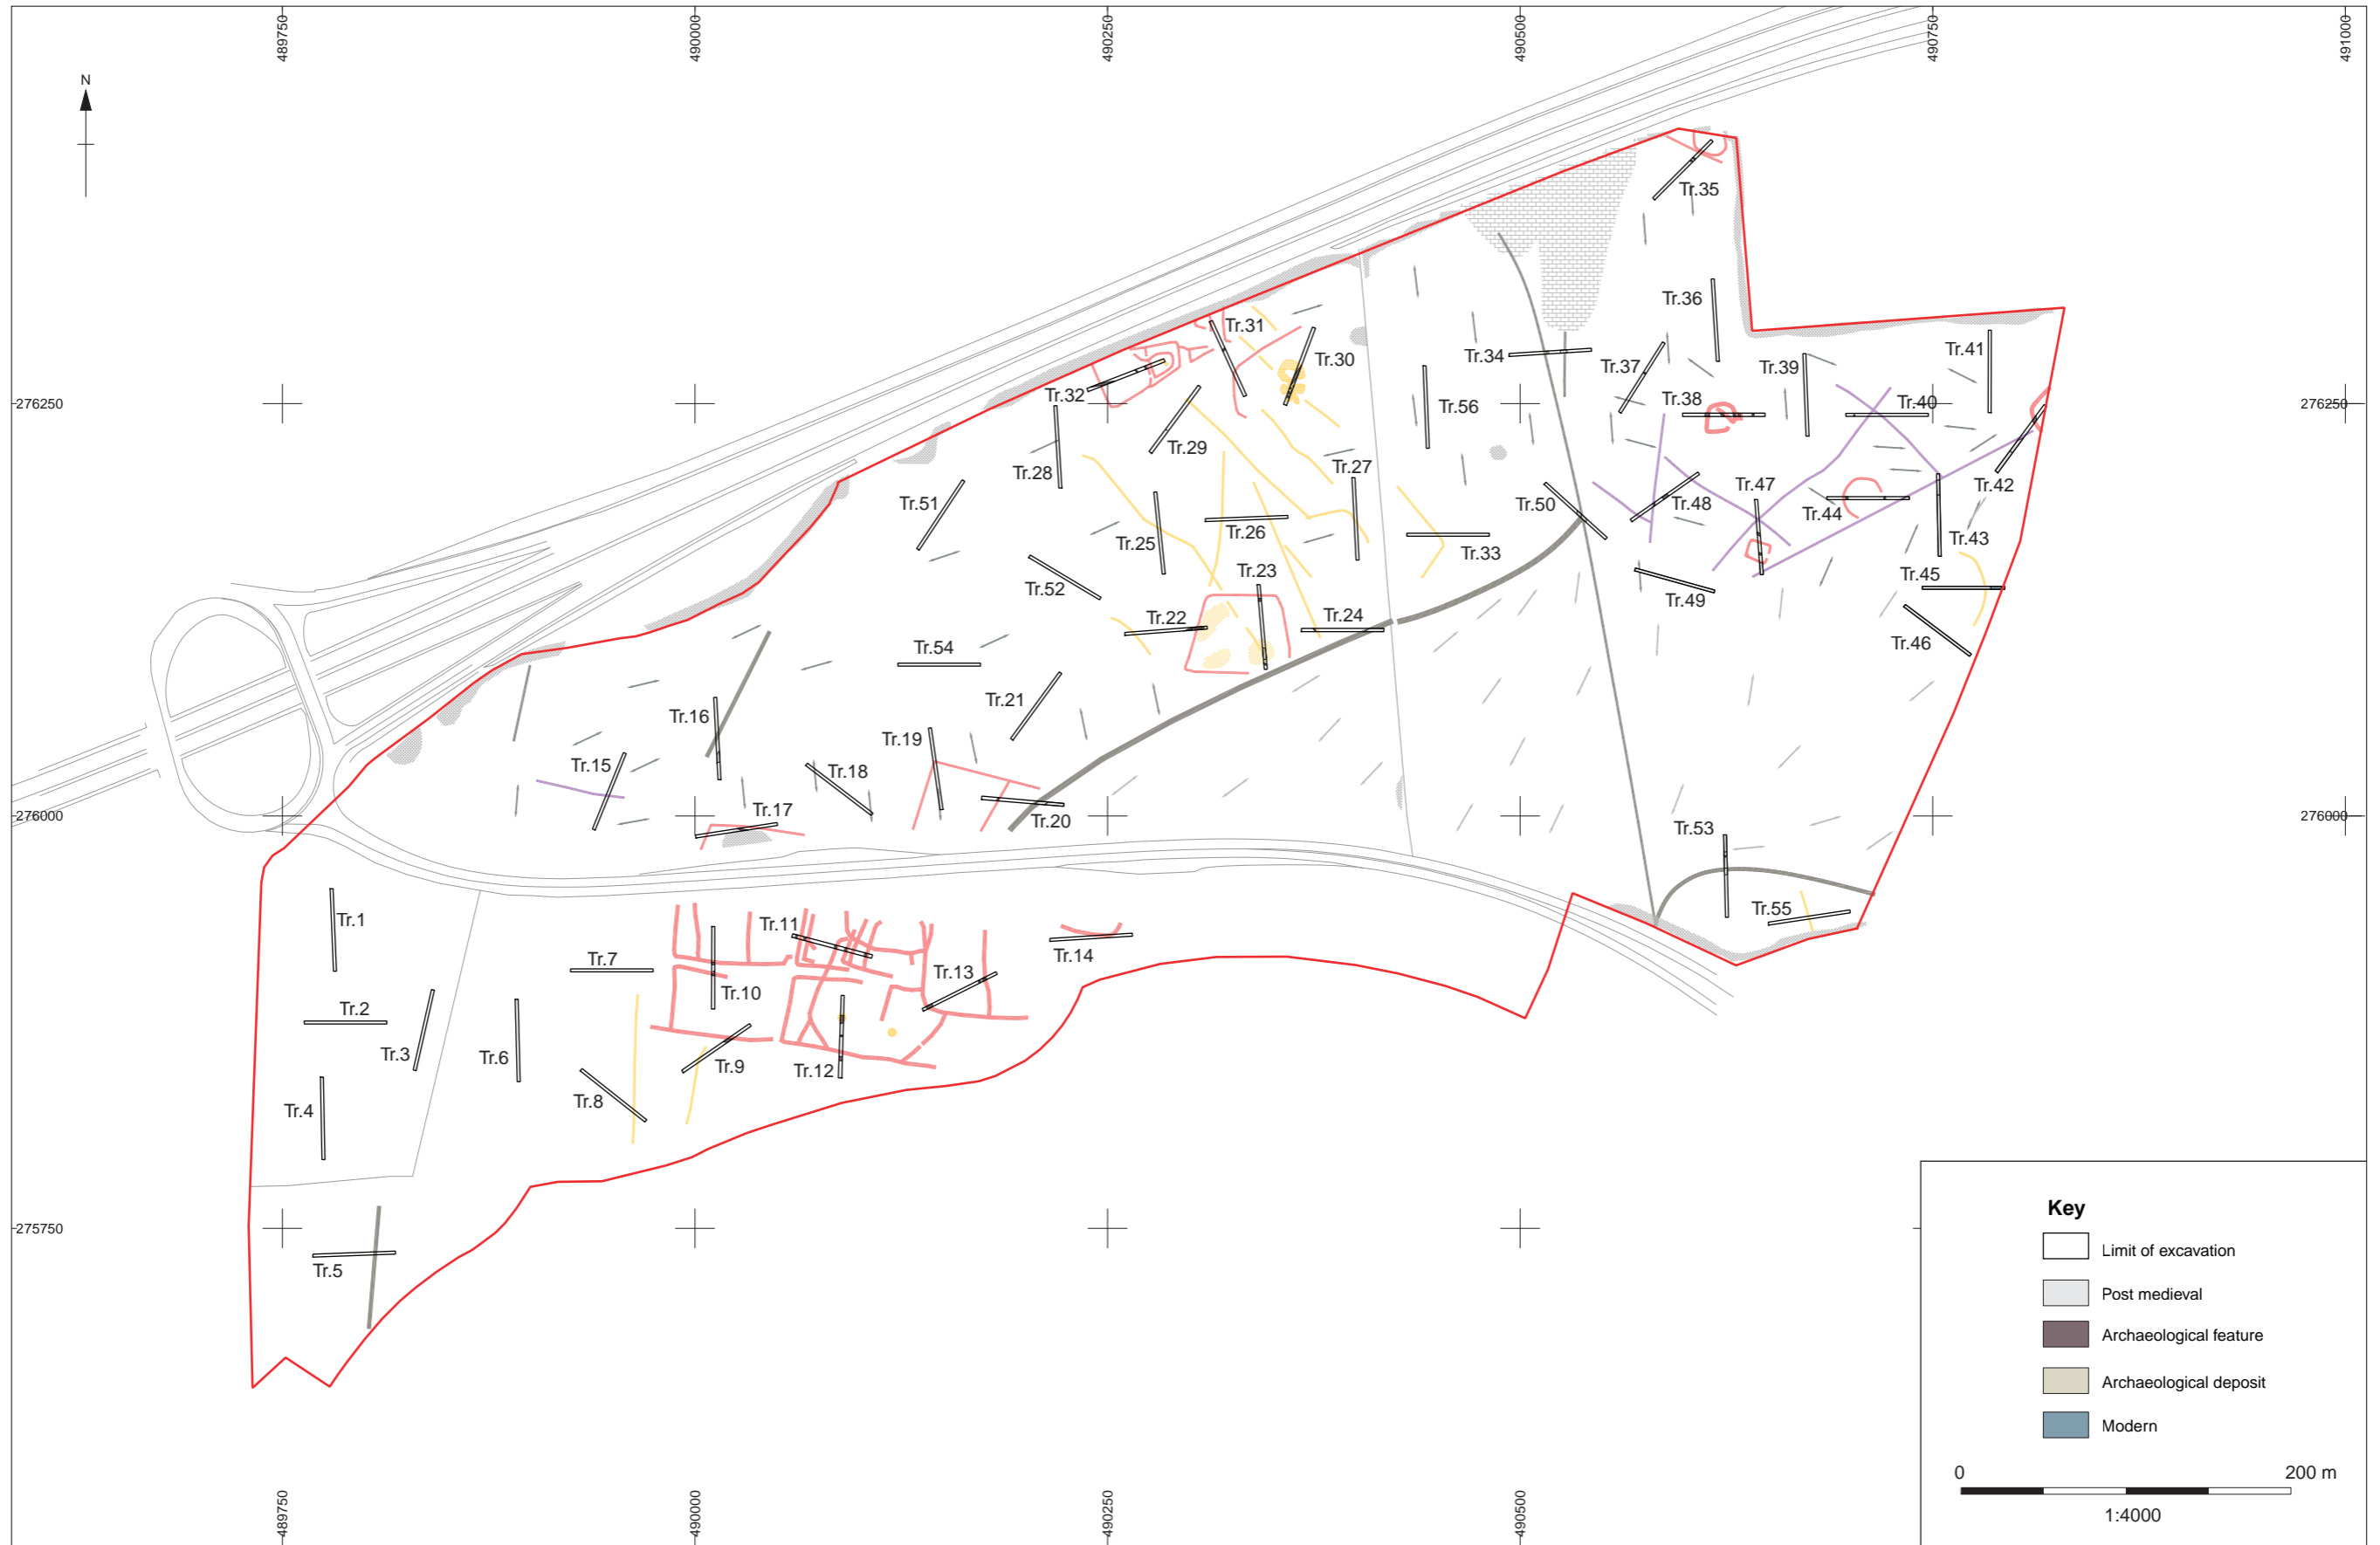 489750
490000
490250
490500
490750
491000
N
Tr.35
Tr.36
Tr.31
Tr.30
Tr.34
Tr.37
Tr.39
Tr.41
Tr.32
276250
Tr.56
Tr.38
Tr.40
276250
Tr.29
Tr.28
Tr.27
Tr.51
Tr.50
Tr.48
Tr.47
Tr.44
Tr.42
Tr.25
Tr.26
Tr.33
Tr.43
Tr.52
Tr.23
Tr.49
Tr.45
Tr.22
Tr.24
Tr.46
Tr.54
Tr.21
Tr.16
Tr.19
Tr.15
Tr.18
276000
Tr.17
Tr.20
276000
Tr.53
Tr.1
Tr.11
Tr.55
Tr.14
Tr.7
Tr.13
Tr.10
Tr.2
Tr.3
Tr.6
Tr.9
Tr.12
Tr.8
Tr.4
275750
Tr.5
Key
Limit of excavation
Post medieval
Archaeological feature
Archaeological deposit
Modern
0
200 m
1:4000
489750
490000
490250
490500